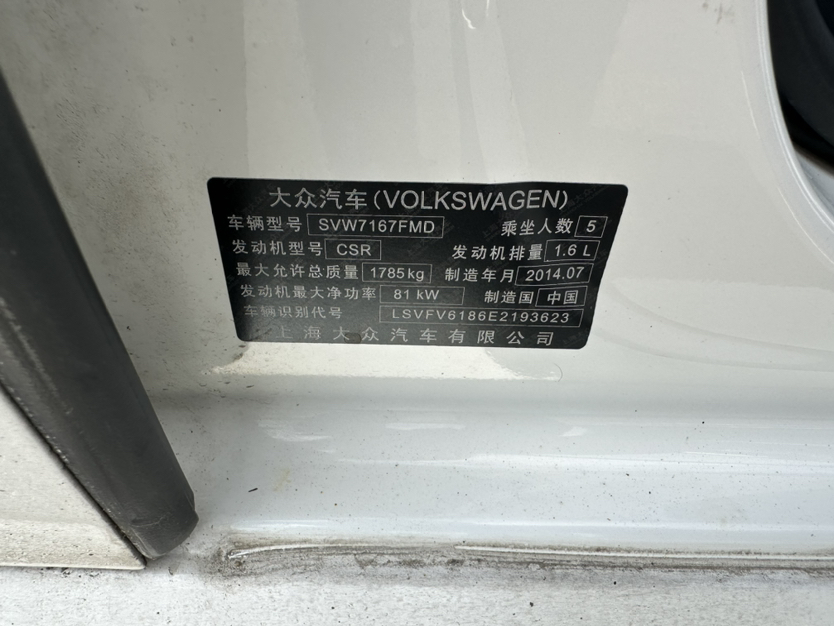 大众汽车(VOLKSWAGEN)
车辆型号 SVW7167FMD 乘坐人数 5
发动机型号 CSR 发动机排量 1.6 L
最大允许总质量 1785kg 制造年月 2014.07
发动机最大净功率 81 kW 制造国 中国
车辆识别代号 LSVFV6186E2193623
上海大众汽车有限公司